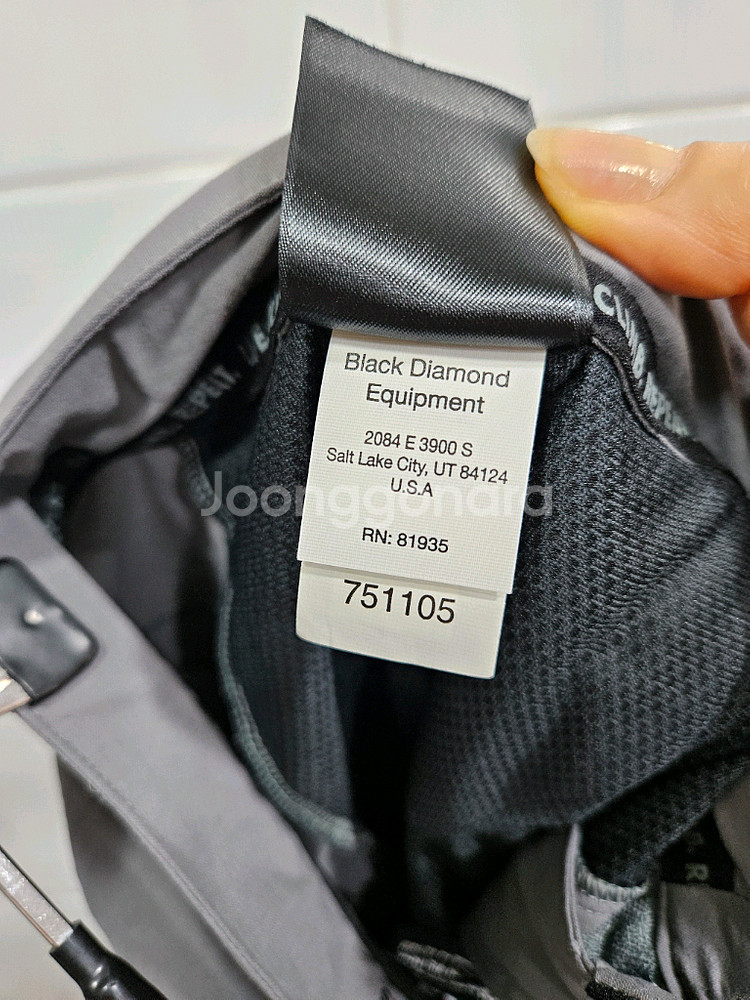 Black Diamond
Equipment
2084 E 3900 S
Salt Lake City, UT 84124
U.S.A
RN: 81935
751105
Joonggonara